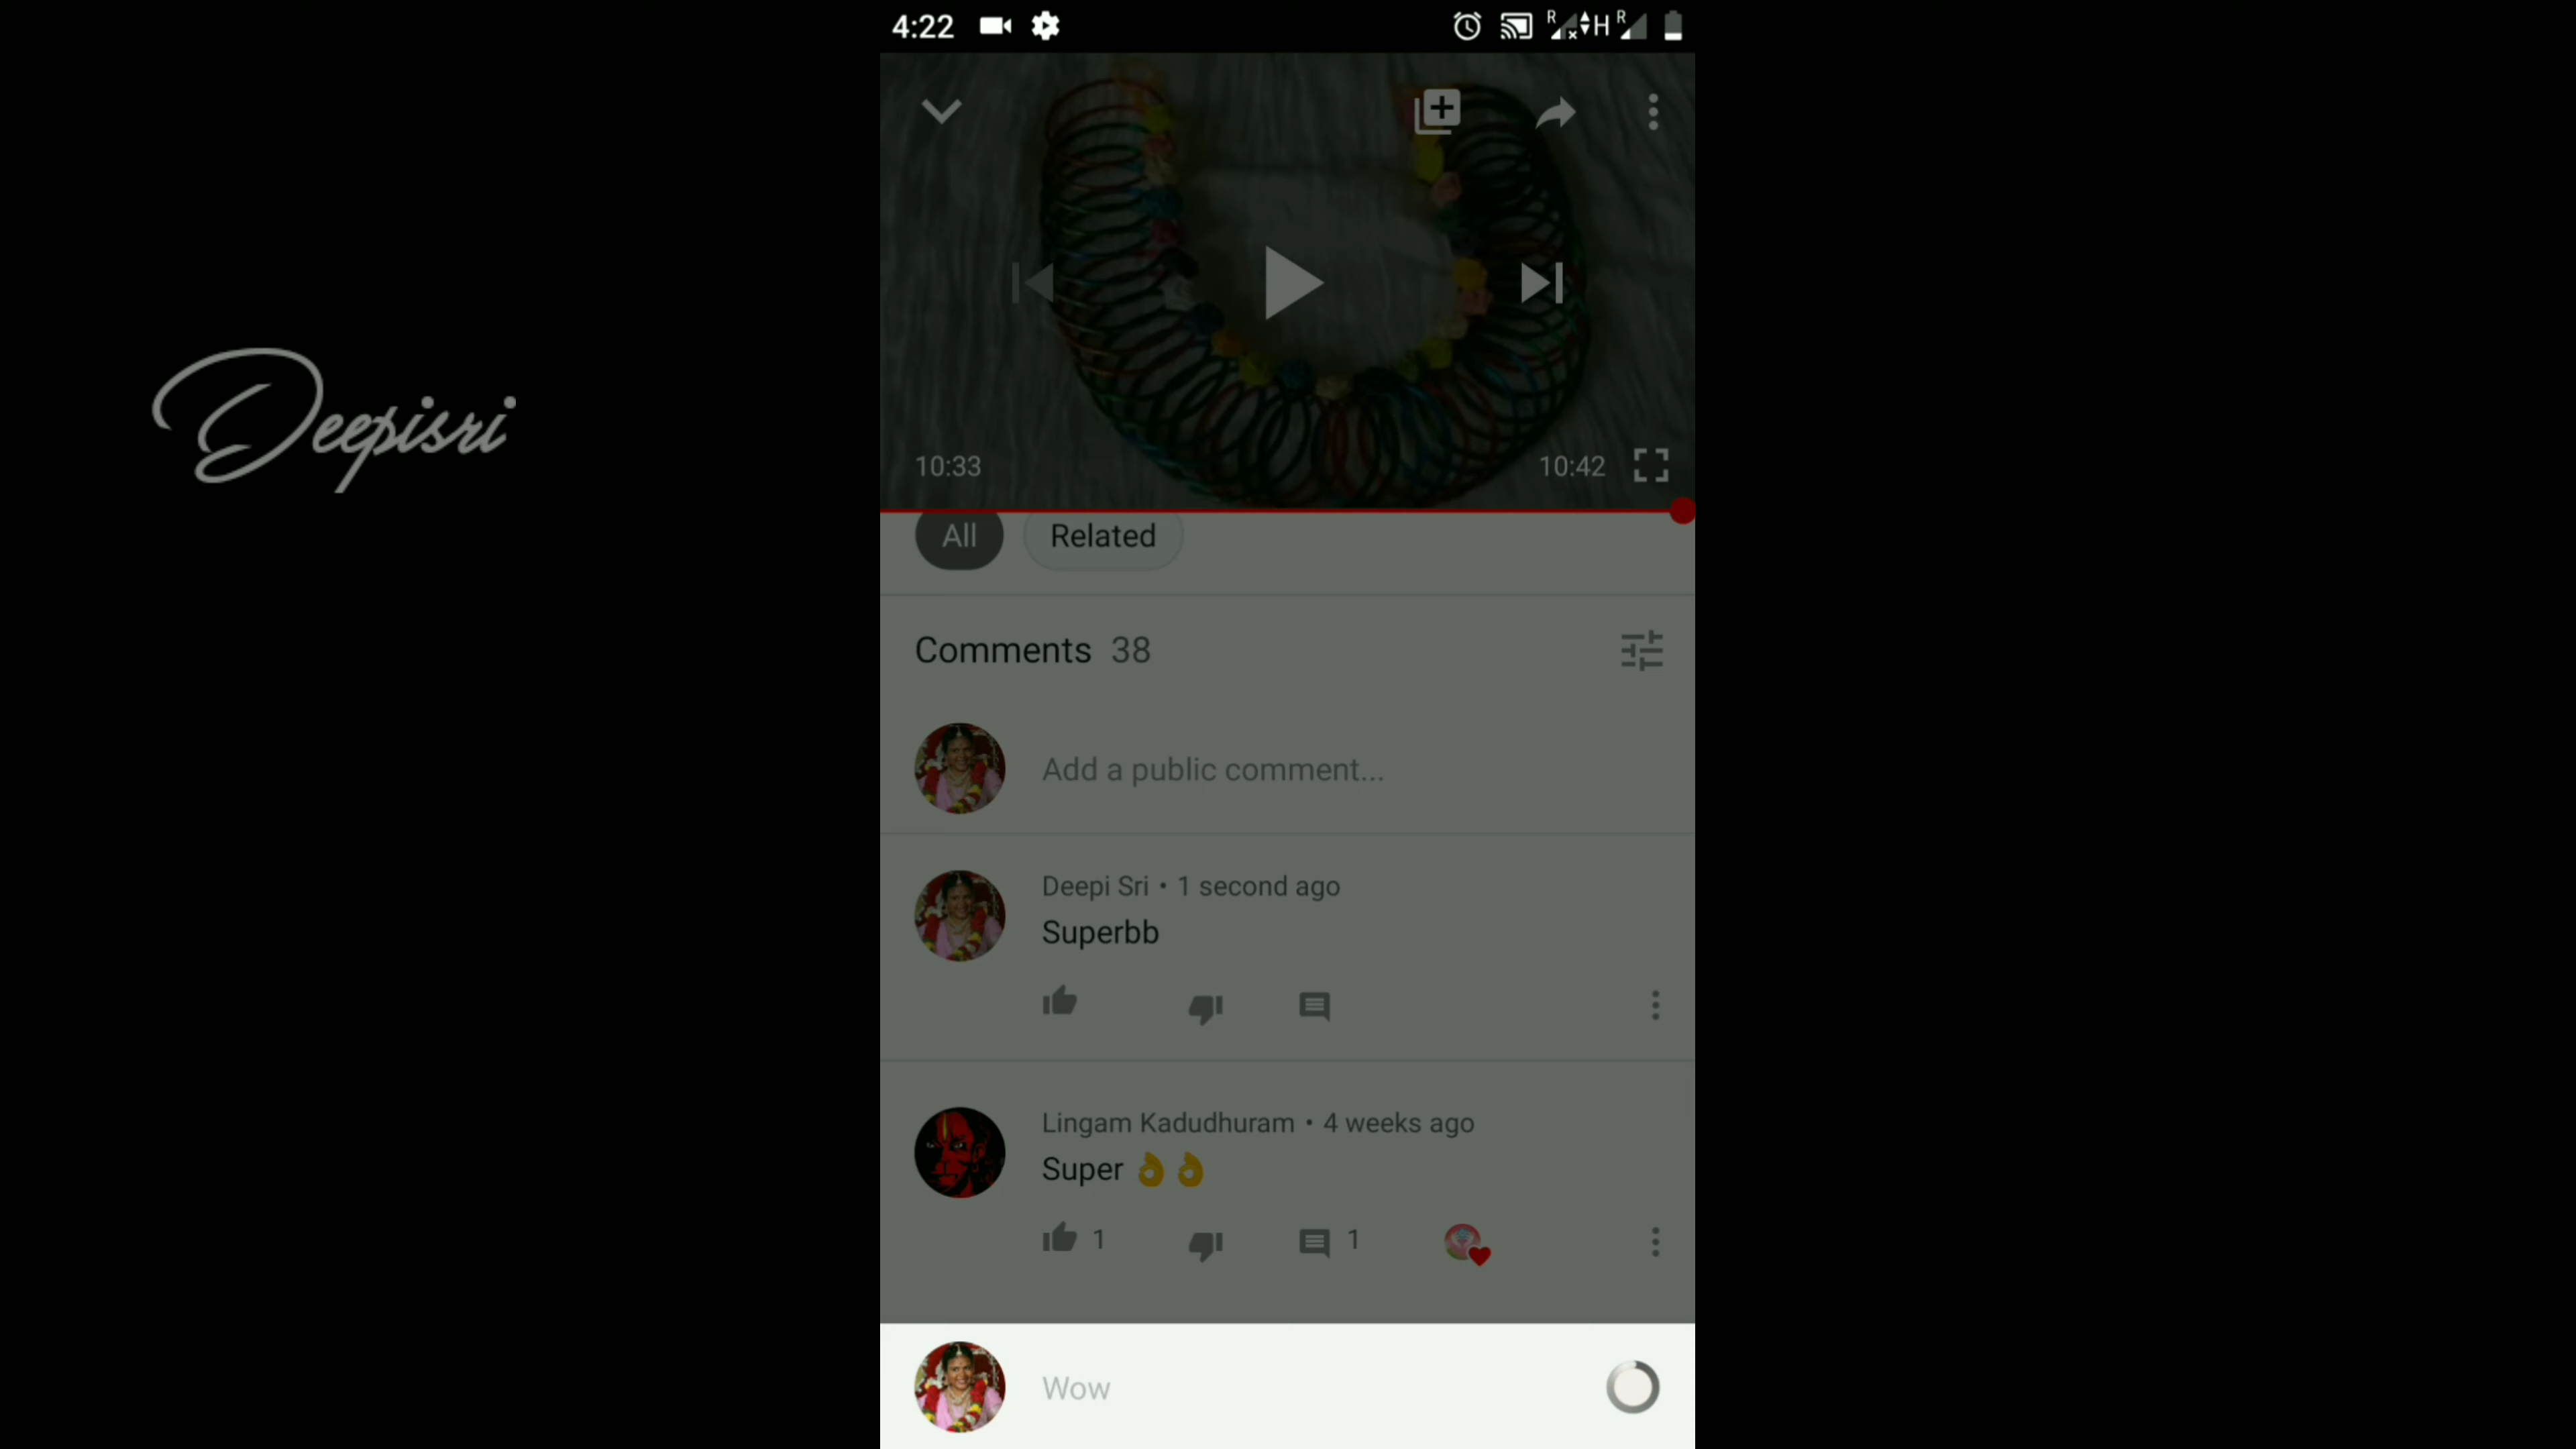 4:22
R H R
Deepisri
10:33
10:42
All Related
Comments 38
Add a public comment...
Deepi Sri • 1 second ago
Superbb
Lingam Kadudhuram • 4 weeks ago
Super 👌👌
1 1
Wow